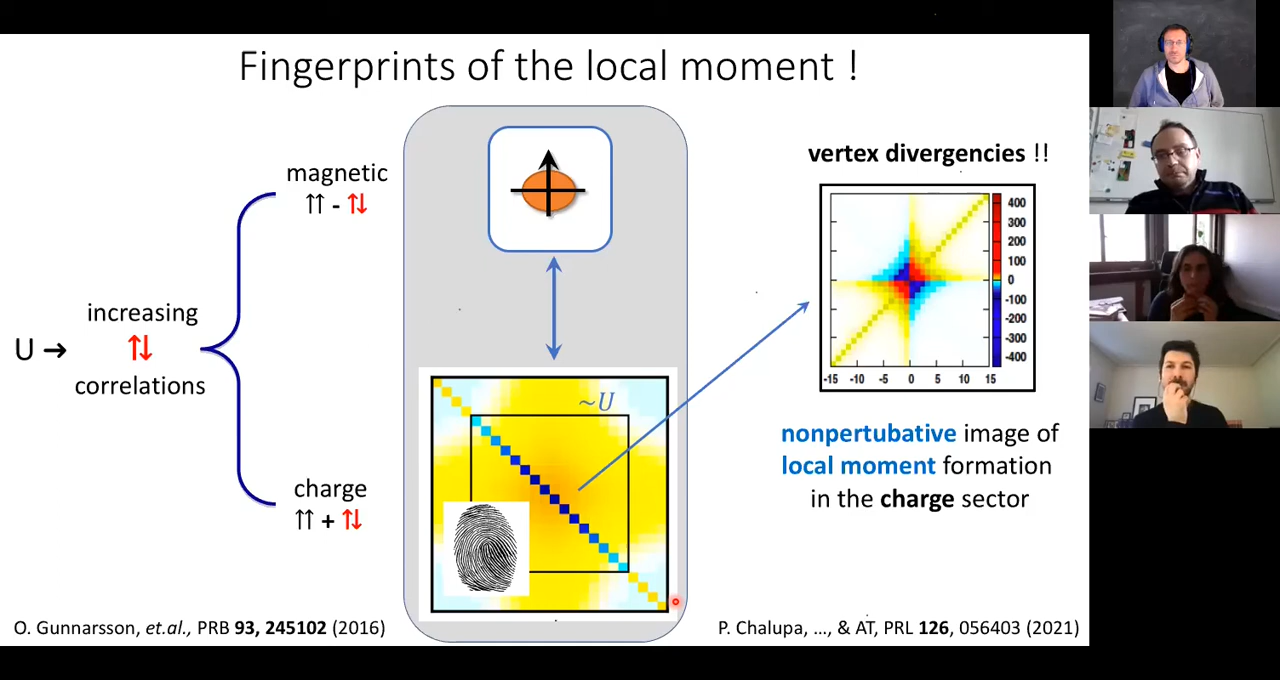 Fingerprints of the local moment !
magnetic
⇈ - ⇅
U → increasing
⇅
correlations
charge
⇈ + ⇅
~U
vertex divergencies !!
400
300
200
100
0
-100
-200
-300
-400
-15 -10 -5 0 5 10 15
nonpertubative image of
local moment formation
in the charge sector
O. Gunnarsson, et.al., PRB 93, 245102 (2016)
P. Chalupa, ..., & AT, PRL 126, 056403 (2021)